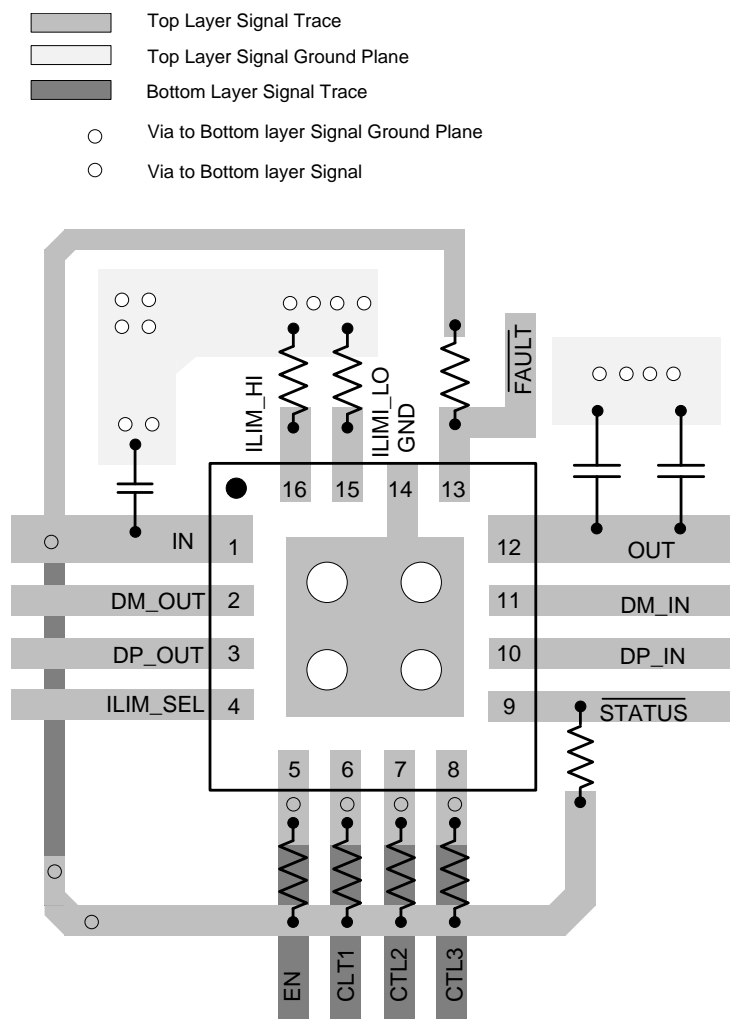 Top Layer Signal Trace
Top Layer Signal Ground Plane
Bottom Layer Signal Trace
Via to Bottom layer Signal Ground Plane
Via to Bottom layer Signal
ILIM_HI
ILIMI_LO
GND
FAULT
16
15
14
13
IN
1
12
OUT
DM_OUT
2
11
DM_IN
DP_OUT
3
10
DP_IN
ILIM_SEL
4
9
STATUS
5
6
7
8
EN
CLT1
CTL2
CTL3